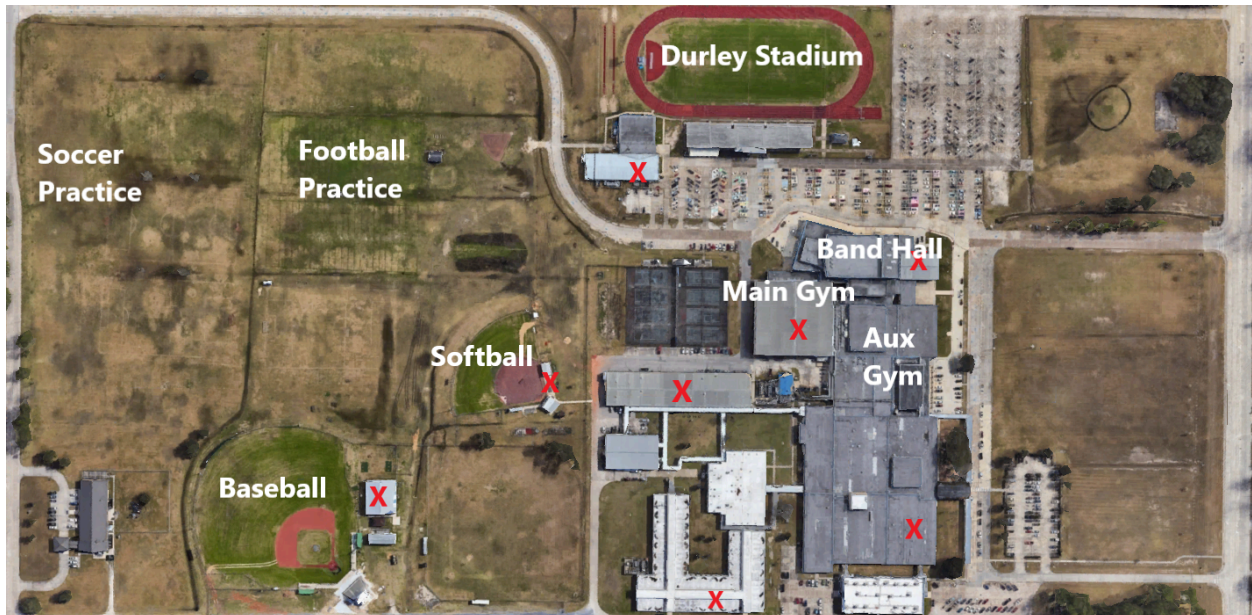 Durley Stadium
Soccer
Practice
Football
Practice
X
Band Hall
X
Main Gym
X
Aux
Gym
Softball
X
X
Baseball
X
X
X